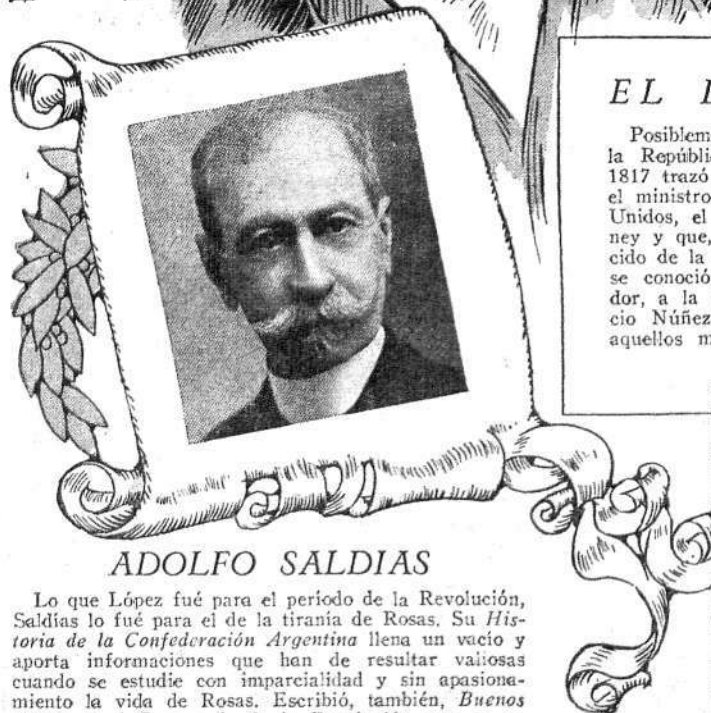 ADOLFO SALDIAS
Lo que López fué para el período de la Revolución,
Saldías lo fué para el de la tiranía de Rosas. Su His-
toria de la Confederación Argentina llena un vacío y
aporta informaciones que han de resultar valiosas
cuando se estudie con imparcialidad y sin apasiona-
miento la vida de Rosas. Escribió, también, Buenos
EL
Posiblem
la Repúbli
1817 trazó
el ministro
Unidos, el
ney y que,
cido de la
se conoció
dor, a la
cio Núñez
aquellos m